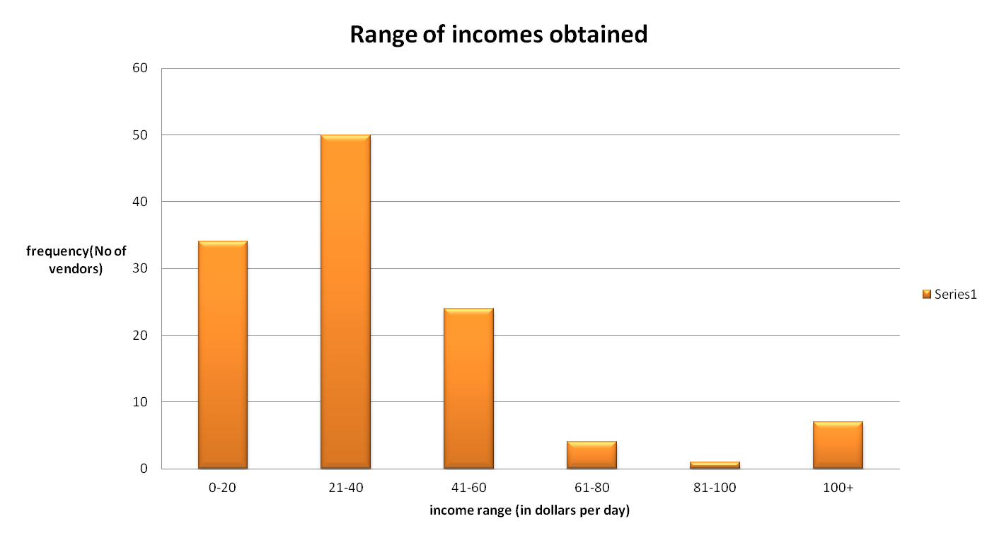 Range of incomes obtained
60
50
40
30
20
10
0
frequency(No of
vendors)
0-20
21-40
41-60
61-80
81-100
100+
income range (in dollars per day)
Series1